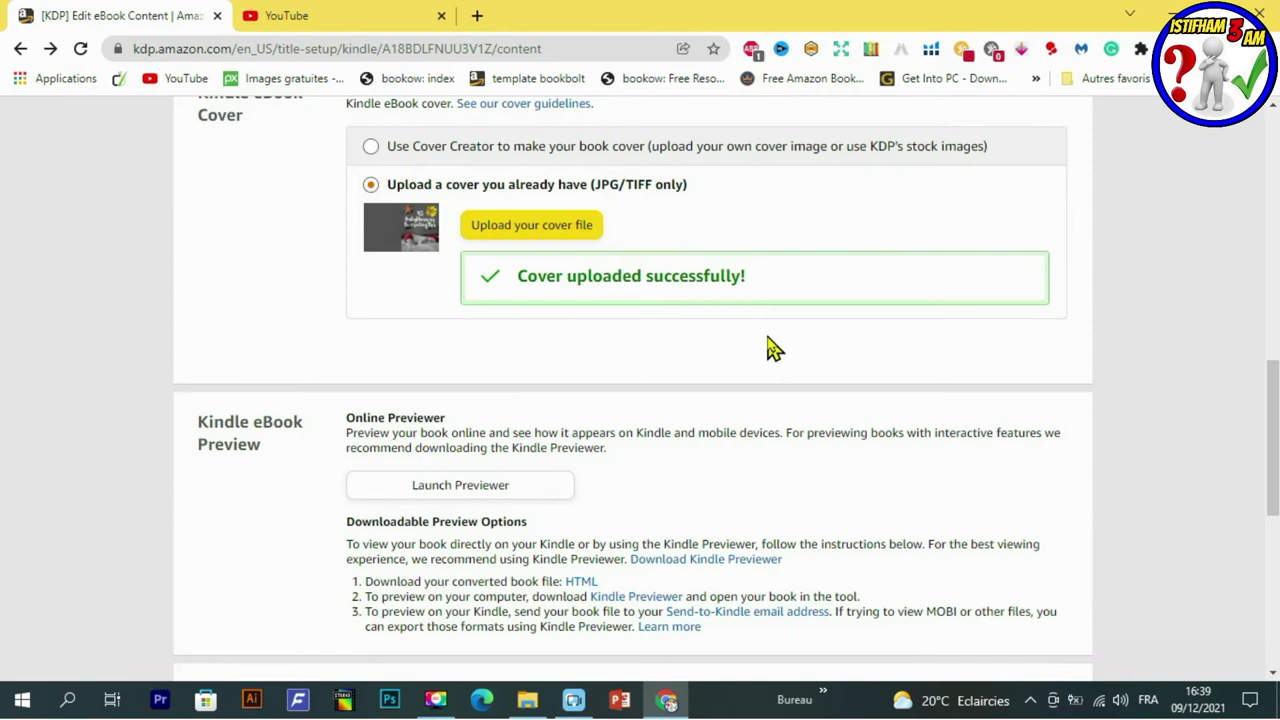 [KDP] Edit eBook Content | Ama
YouTube
kdp.amazon.com/en_US/title-setup/kindle/A18BDLFNUU3V1Z/content
Applications
YouTube
Images gratuites -...
bookow: index
template bookbolt
bookow: Free Reso...
Free Amazon Book...
Get Into PC - Down...
»
Autres favoris
ISTIFHAM 3 AM
Kindle eBook
Cover
Kindle eBook cover. See our cover guidelines.
Use Cover Creator to make your book cover (upload your own cover image or use KDP's stock images)
Upload a cover you already have (JPG/TIFF only)
Upload your cover file
Cover uploaded successfully!
Kindle eBook
Preview
Online Previewer
Preview your book online and see how it appears on Kindle and mobile devices. For previewing books with interactive features we
recommend downloading the Kindle Previewer.
Launch Previewer
Downloadable Preview Options
To view your book directly on your Kindle or by using the Kindle Previewer, follow the instructions below. For the best viewing
experience, we recommend using Kindle Previewer. Download Kindle Previewer
1. Download your converted book file: HTML
2. To preview on your computer, download Kindle Previewer and open your book in the tool.
3. To preview on your Kindle, send your book file to your Send-to-Kindle email address. If trying to view MOBI or other files, you
can export those formats using Kindle Previewer. Learn more
Bureau
»
20°C Eclaircies
FRA
16:39
09/12/2021